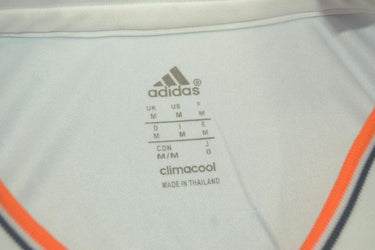 adidas®
UK US F
M M M
D I E
M M M
CDN J
M/M O
climacool
MADE IN THAILAND